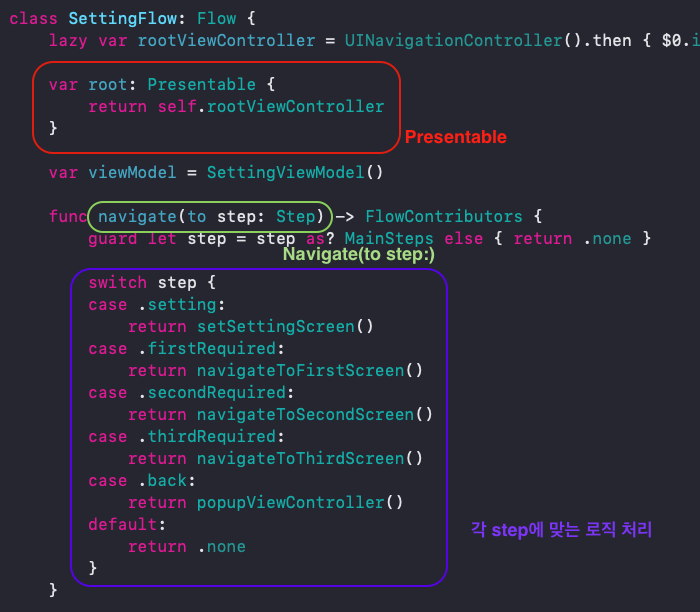 class SettingFlow: Flow {
    lazy var rootViewController = UINavigationController().then { $0.i
    var root: Presentable {
        return self.rootViewController
    }
Presentable
    var viewModel = SettingViewModel()
    func navigate(to step: Step) -> FlowContributors {
        guard let step = step as? MainSteps else { return .none }
Navigate(to step:)
        switch step {
        case .setting:
            return setSettingScreen()
        case .firstRequired:
            return navigateToFirstScreen()
        case .secondRequired:
            return navigateToSecondScreen()
        case .thirdRequired:
            return navigateToThirdScreen()
        case .back:
            return popupViewController()
        default:
            return .none
        }
각 step에 맞는 로직 처리
    }